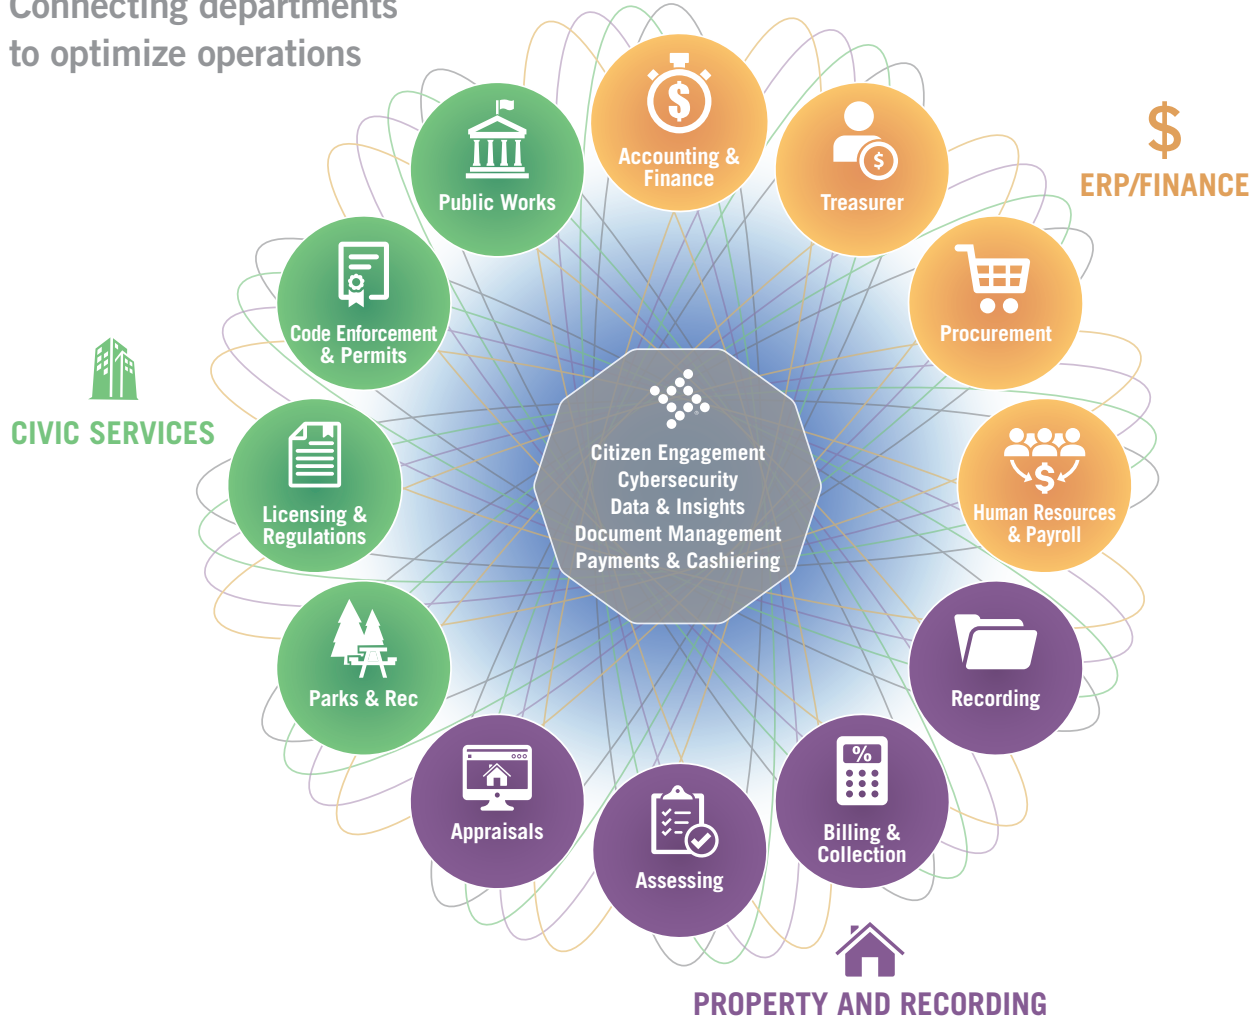 Connecting departments
to optimize operations
$
ERP/FINANCE
$
Accounting &
Finance
$
Treasurer
Procurement
$
Human Resources
& Payroll
Recording
%
Billing &
Collection
Assessing
Appraisals
Parks & Rec
Licensing &
Regulations
Code Enforcement
& Permits
Public Works
CIVIC SERVICES
Citizen Engagement
Cybersecurity
Data & Insights
Document Management
Payments & Cashiering
PROPERTY AND RECORDING